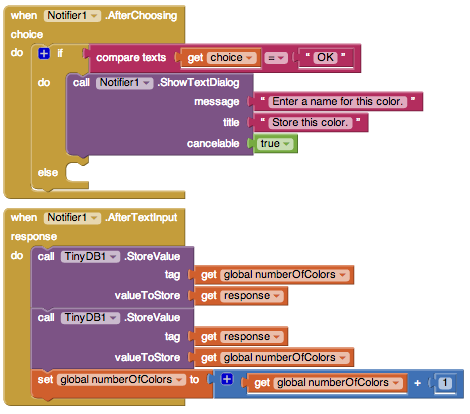 when Notifier1 .AfterChoosing
choice
do if compare texts get choice = " OK "
do call Notifier1 .ShowTextDialog
message " Enter a name for this color. "
title " Store this color. "
cancelable true
else
when Notifier1 .AfterTextInput
response
do call TinyDB1 .StoreValue
tag get global numberOfColors
valueToStore get response
call TinyDB1 .StoreValue
tag get response
valueToStore get global numberOfColors
set global numberOfColors to get global numberOfColors + 1